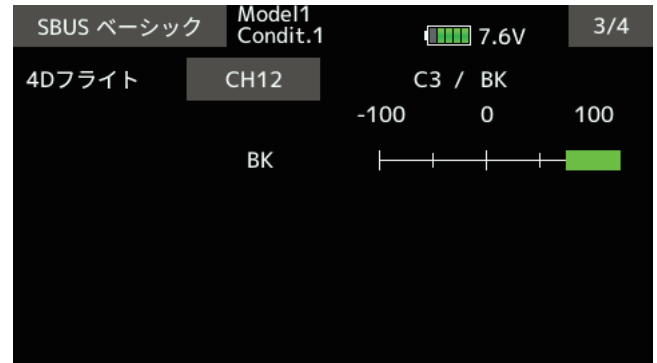 SBUS ベーシック
Model1
Condit.1
7.6V
3/4
4Dフライト
CH12
C3 / BK
-100 0 100
BK